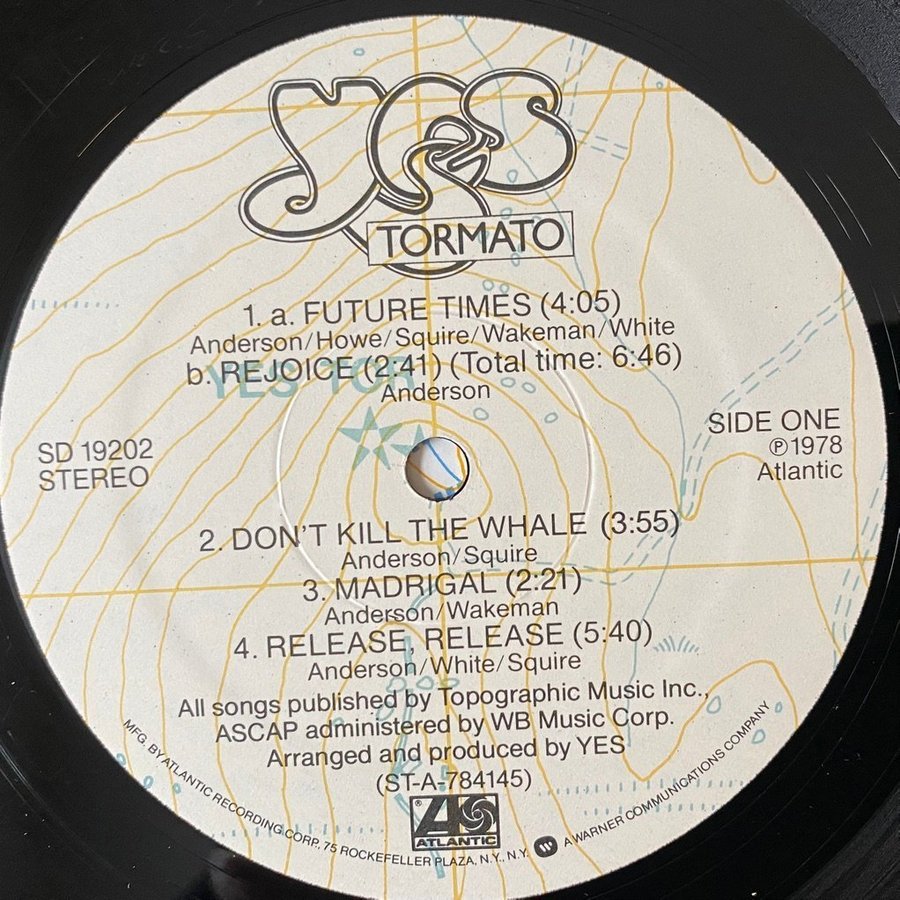 YES
TORMATO
1. a. FUTURE TIMES (4:05)
Anderson/Howe/Squire/Wakeman/White
b. REJOICE (2:41) (Total time: 6:46)
Anderson
YES TOR
SD 19202
STEREO
SIDE ONE
℗1978
Atlantic
2. DON'T KILL THE WHALE (3:55)
Anderson/Squire
3. MADRIGAL (2:21)
Anderson/Wakeman
4. RELEASE, RELEASE (5:40)
Anderson/White/Squire
All songs published by Topographic Music Inc.,
ASCAP administered by WB Music Corp.
Arranged and produced by YES
(ST-A-784145)
ATLANTIC
MFG. BY ATLANTIC RECORDING CORP., 75 ROCKEFELLER PLAZA, N.Y., N.Y. A WARNER COMMUNICATIONS COMPANY